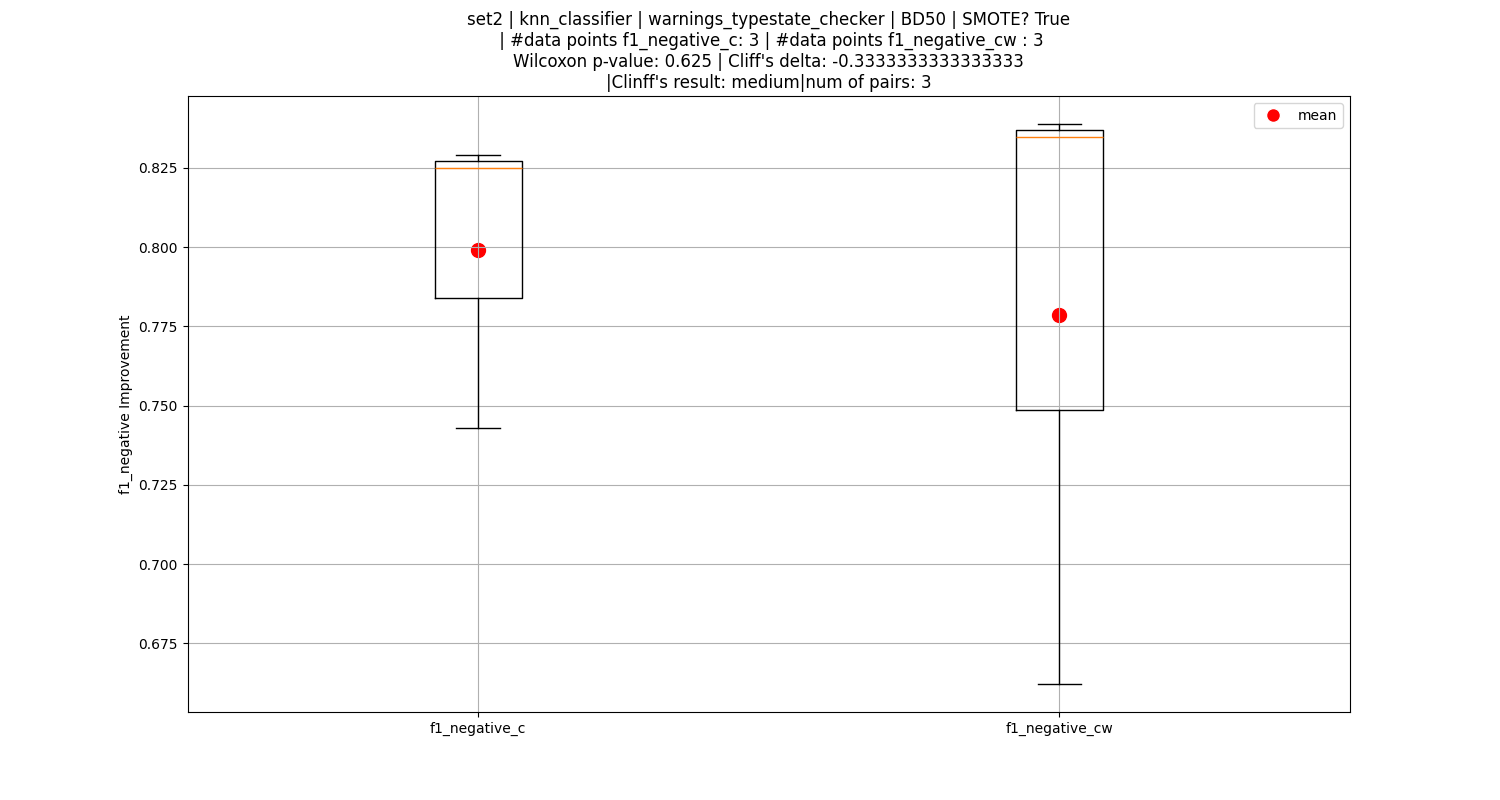 set2 | knn_classifier | warnings_typestate_checker | BD50 | SMOTE? True
| #data points f1_negative_c: 3 | #data points f1_negative_cw : 3
Wilcoxon p-value: 0.625 | Cliff's delta: -0.3333333333333333
|Clinff's result: medium|num of pairs: 3
mean
0.825
0.800
0.775
0.750
0.725
0.700
0.675
f1_negative Improvement
f1_negative_c
f1_negative_cw